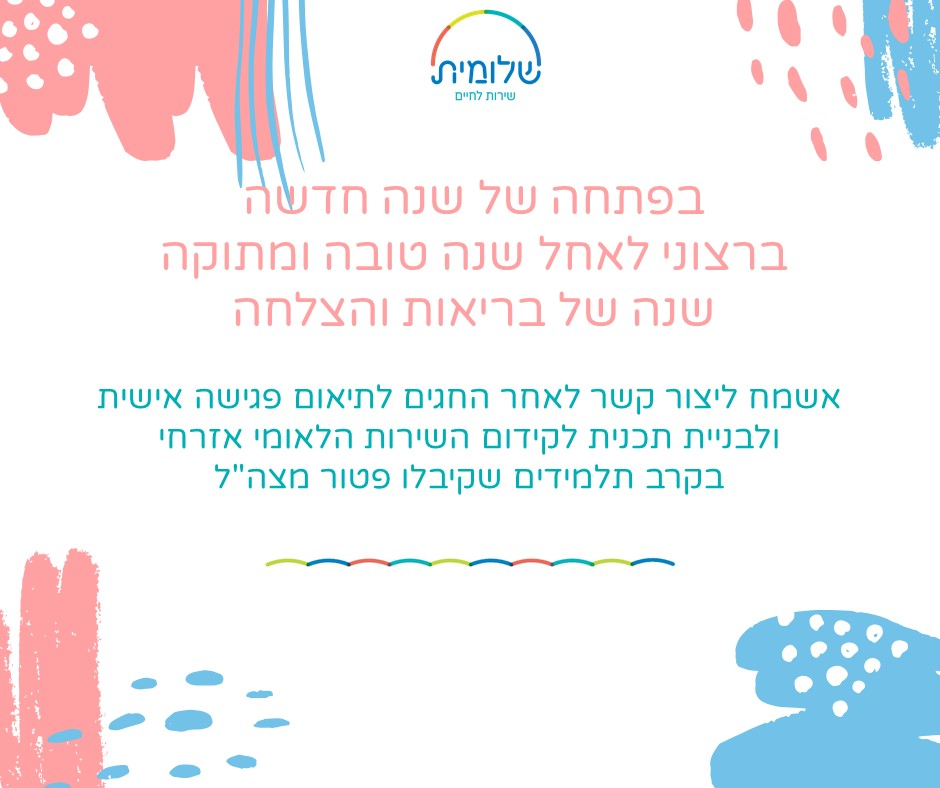 שלומית
שירות לחיים
בפתחה של שנה חדשה
ברצוני לאחל שנה טובה ומתוקה
שנה של בריאות והצלחה
אשמח ליצור קשר לאחר החגים לתיאום פגישה אישית
ולבניית תכנית לקידום השירות הלאומי אזרחי
בקרב תלמידים שקיבלו פטור מצה"ל